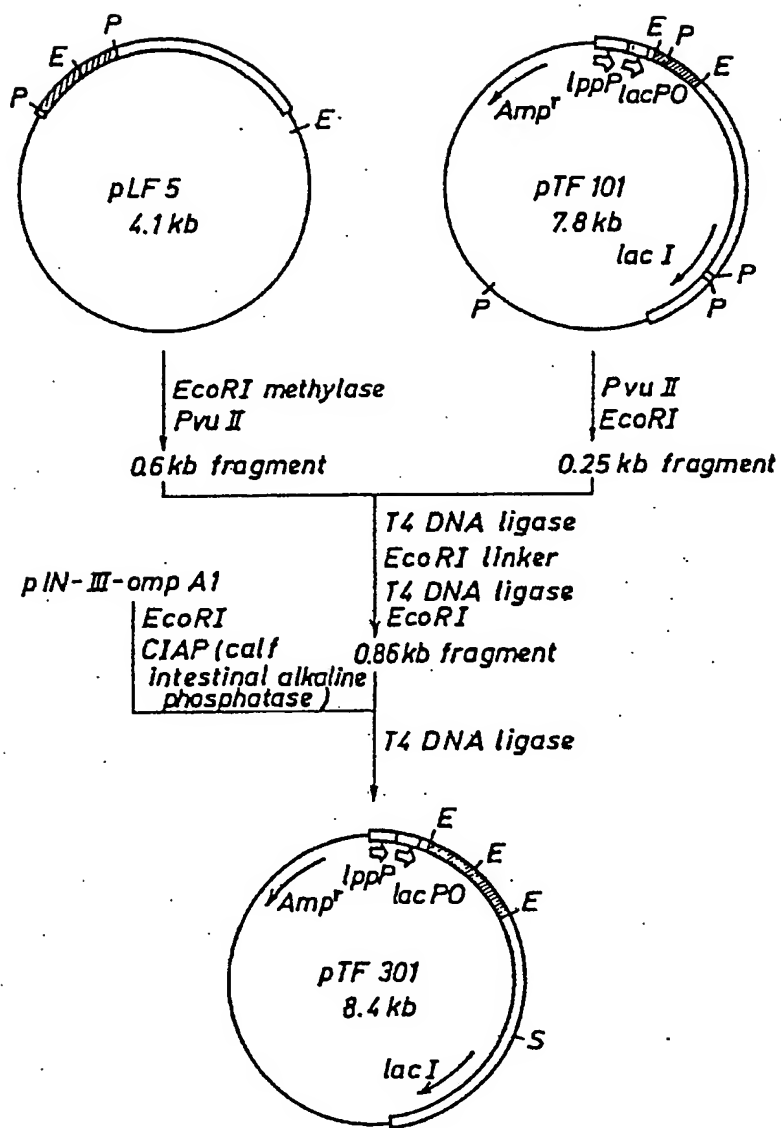 P
E
P
E
pLF 5
4.1 kb
E
P
E
lppP
lacPO
Amp^r
pTF 101
7.8 kb
lac I
P
P
P
EcoRI methylase
Pvu II
0.6 kb fragment
Pvu II
EcoRI
0.25 kb fragment
T4 DNA ligase
EcoRI linker
T4 DNA ligase
EcoRI
0.86 kb fragment
pIN-III-omp A1
EcoRI
CIAP (calf
intestinal alkaline
phosphatase)
T4 DNA ligase
E
E
E
lppP
lacPO
Amp^r
pTF 301
8.4 kb
S
lac I